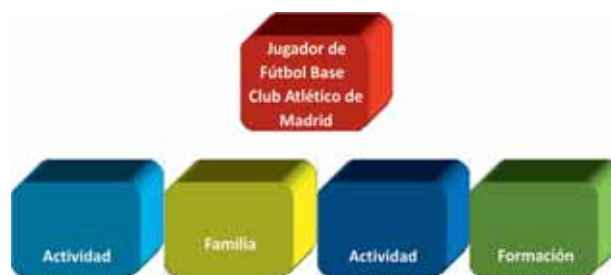 Jugador de
Fútbol Base
Club Atlético de
Madrid
Actividad
Familia
Actividad
Formación